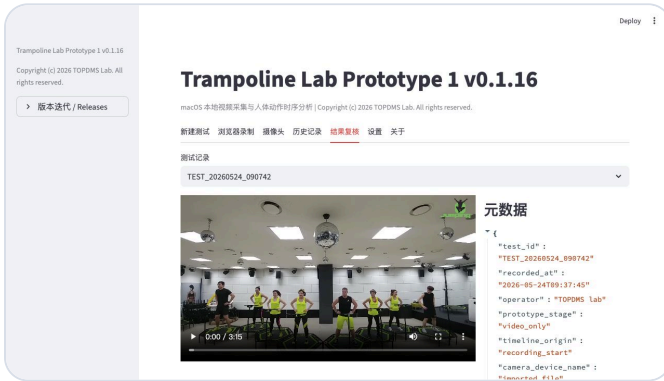 Deploy
Trampoline Lab Prototype 1 v0.1.16
Copyright (c) 2026 TOPDMS Lab. All
rights reserved.
版本迭代 / Releases
Trampoline Lab Prototype 1 v0.1.16
macOS 本地视频采集与人体动作时序分析 | Copyright (c) 2026 TOPDMS Lab. All rights reserved.
新建测试 浏览器录制 摄像头 历史记录 结果复核 设置 关于
测试记录
TEST_20260524_090742
0:00 / 3:15
元数据
{
"test_id" :
"TEST_20260524_090742"
"recorded_at" :
"2026-05-24T09:37:45"
"operator" : "TOPDMS lab"
"prototype_stage" :
"video_only"
"timeline_origin" :
"recording_start"
"camera_device_name" :
"imported_file"